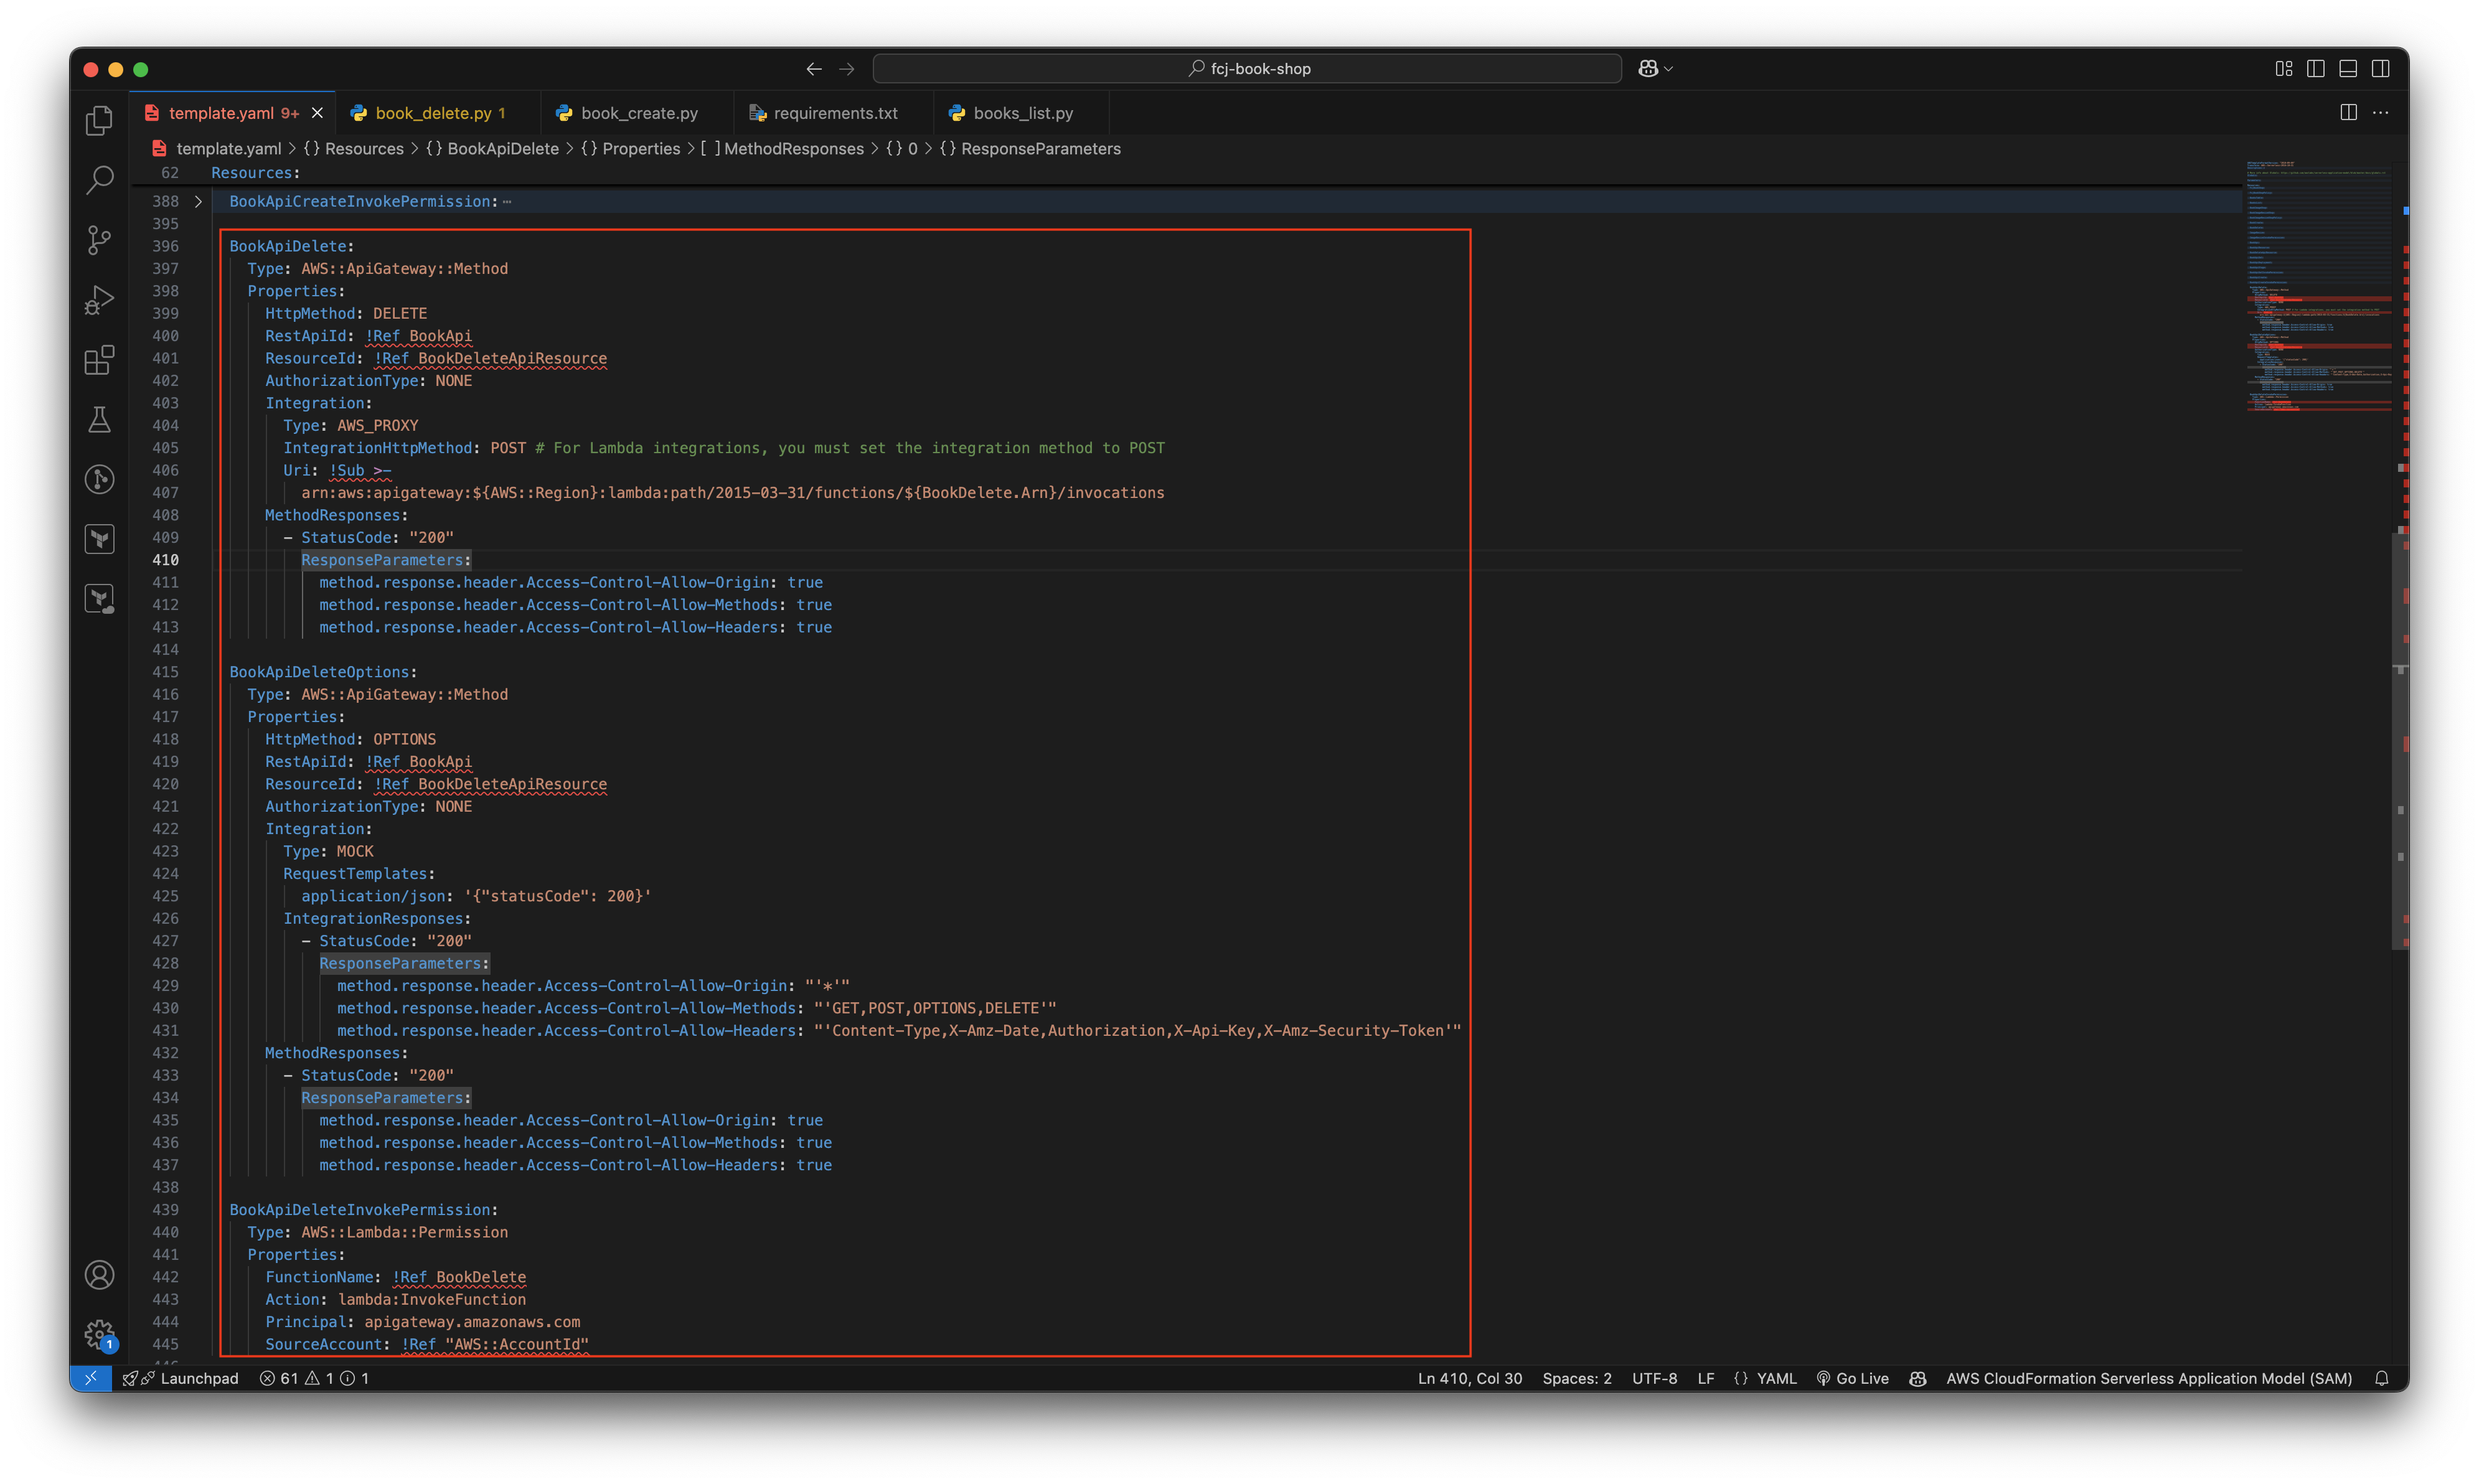 fcj-book-shop
template.yaml 9+
book_delete.py 1
book_create.py
requirements.txt
books_list.py
template.yaml > {} Resources > {} BookApiDelete > {} Properties > [ ] MethodResponses > {} 0 > {} ResponseParameters
62 Resources:
388 BookApiCreateInvokePermission: ⋯
395
396 BookApiDelete:
397 Type: AWS::ApiGateway::Method
398 Properties:
399 HttpMethod: DELETE
400 RestApiId: !Ref BookApi
401 ResourceId: !Ref BookDeleteApiResource
402 AuthorizationType: NONE
403 Integration:
404 Type: AWS_PROXY
405 IntegrationHttpMethod: POST # For Lambda integrations, you must set the integration method to POST
406 Uri: !Sub >-
407 arn:aws:apigateway:${AWS::Region}:lambda:path/2015-03-31/functions/${BookDelete.Arn}/invocations
408 MethodResponses:
409 - StatusCode: "200"
410 ResponseParameters:
411 method.response.header.Access-Control-Allow-Origin: true
412 method.response.header.Access-Control-Allow-Methods: true
413 method.response.header.Access-Control-Allow-Headers: true
414
415 BookApiDeleteOptions:
416 Type: AWS::ApiGateway::Method
417 Properties:
418 HttpMethod: OPTIONS
419 RestApiId: !Ref BookApi
420 ResourceId: !Ref BookDeleteApiResource
421 AuthorizationType: NONE
422 Integration:
423 Type: MOCK
424 RequestTemplates:
425 application/json: '{"statusCode": 200}'
426 IntegrationResponses:
427 - StatusCode: "200"
428 ResponseParameters:
429 method.response.header.Access-Control-Allow-Origin: "'*'"
430 method.response.header.Access-Control-Allow-Methods: "'GET,POST,OPTIONS,DELETE'"
431 method.response.header.Access-Control-Allow-Headers: "'Content-Type,X-Amz-Date,Authorization,X-Api-Key,X-Amz-Security-Token'"
432 MethodResponses:
433 - StatusCode: "200"
434 ResponseParameters:
435 method.response.header.Access-Control-Allow-Origin: true
436 method.response.header.Access-Control-Allow-Methods: true
437 method.response.header.Access-Control-Allow-Headers: true
438
439 BookApiDeleteInvokePermission:
440 Type: AWS::Lambda::Permission
441 Properties:
442 FunctionName: !Ref BookDelete
443 Action: lambda:InvokeFunction
444 Principal: apigateway.amazonaws.com
445 SourceAccount: !Ref "AWS::AccountId"
1
Launchpad 61 1 1 Ln 410, Col 30 Spaces: 2 UTF-8 LF {} YAML Go Live AWS CloudFormation Serverless Application Model (SAM)